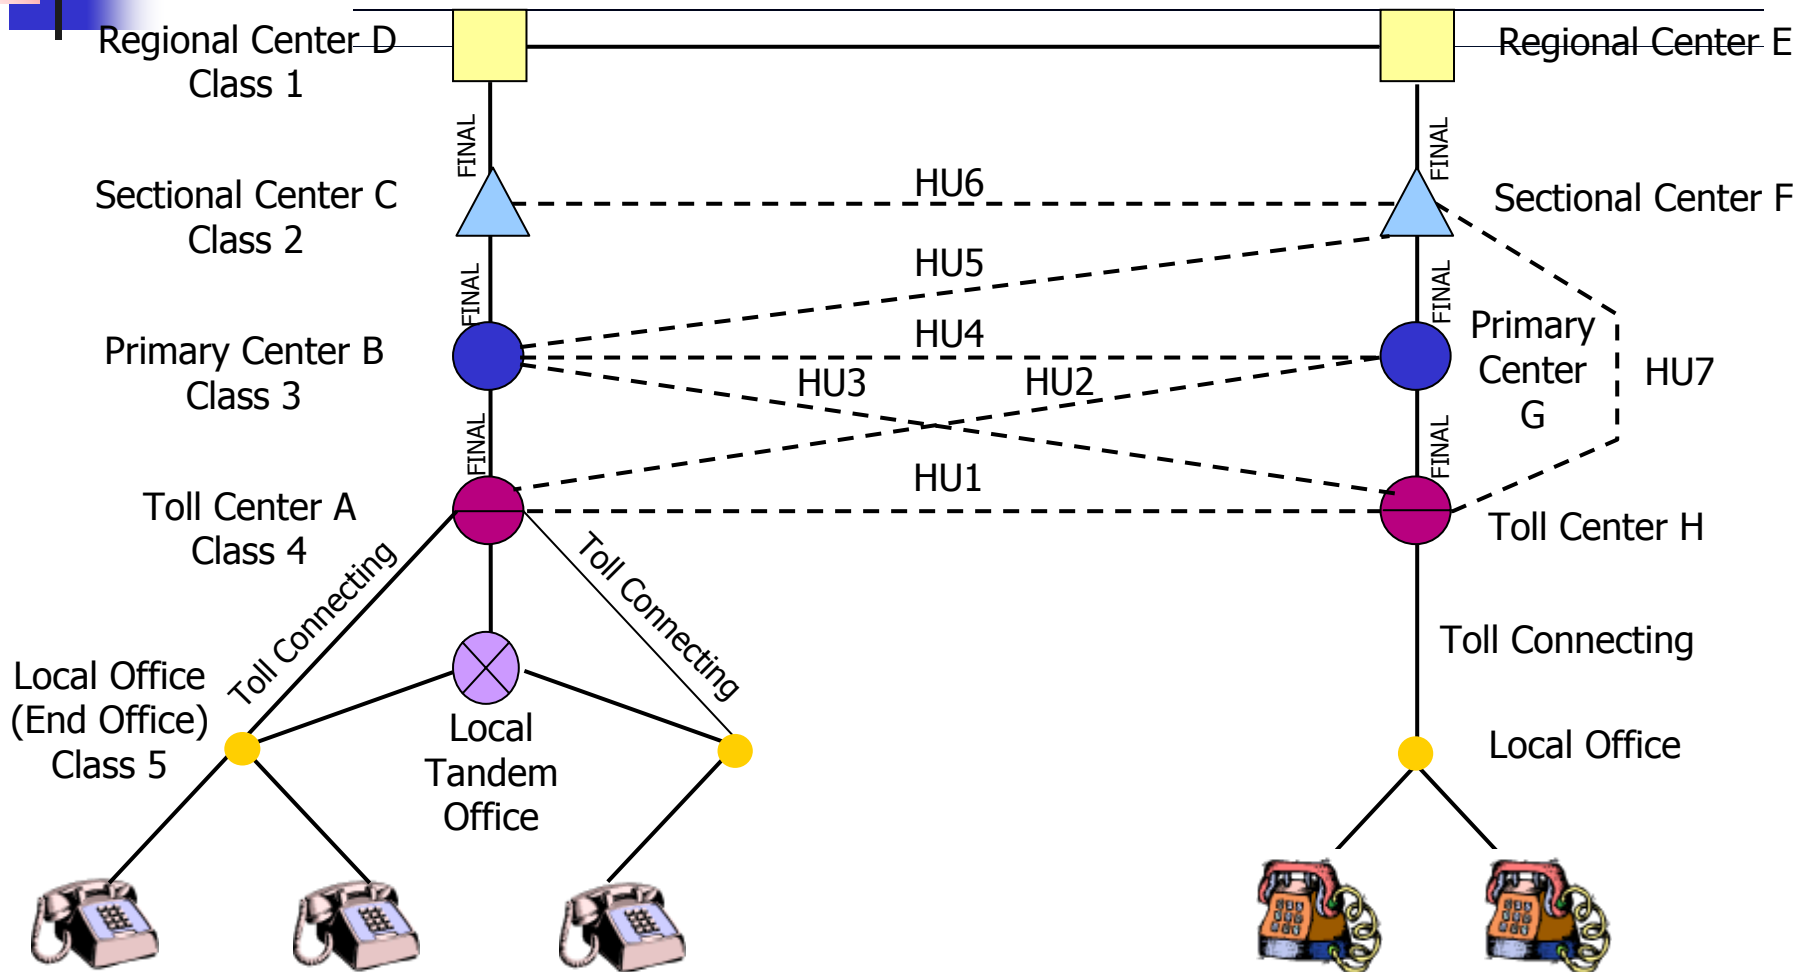 Regional Center D
Class 1
Regional Center E
FINAL
FINAL
Sectional Center C
Class 2
HU6
Sectional Center F
HU5
FINAL
FINAL
Primary Center B
Class 3
HU4
HU3
HU2
Primary
Center
G
HU7
FINAL
FINAL
Toll Center A
Class 4
HU1
Toll Center H
Toll Connecting
Toll Connecting
Toll Connecting
Local Office
(End Office)
Class 5
Local
Tandem
Office
Local Office